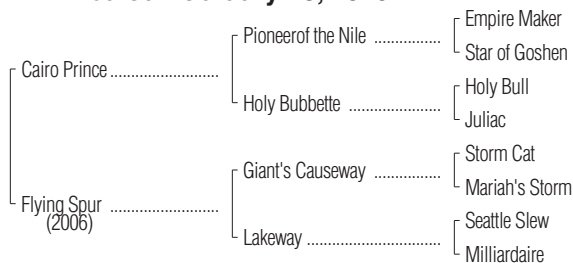 Empire Maker
Pioneerof the Nile ................
Star of Goshen
Cairo Prince ......................
Holy Bull
Holy Bubbette ....................
Juliac
Storm Cat
Giant's Causeway ................
Mariah's Storm
Flying Spur ......................
(2006)
Seattle Slew
Lakeway ............................
Milliardaire